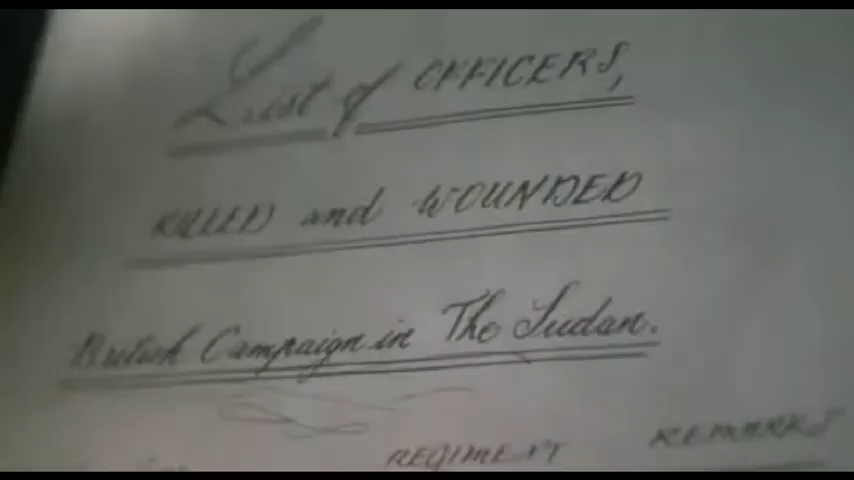 List of OFFICERS,
KILLED and WOUNDED
British Campaign in The Sudan.
REGIMENT REMARKS